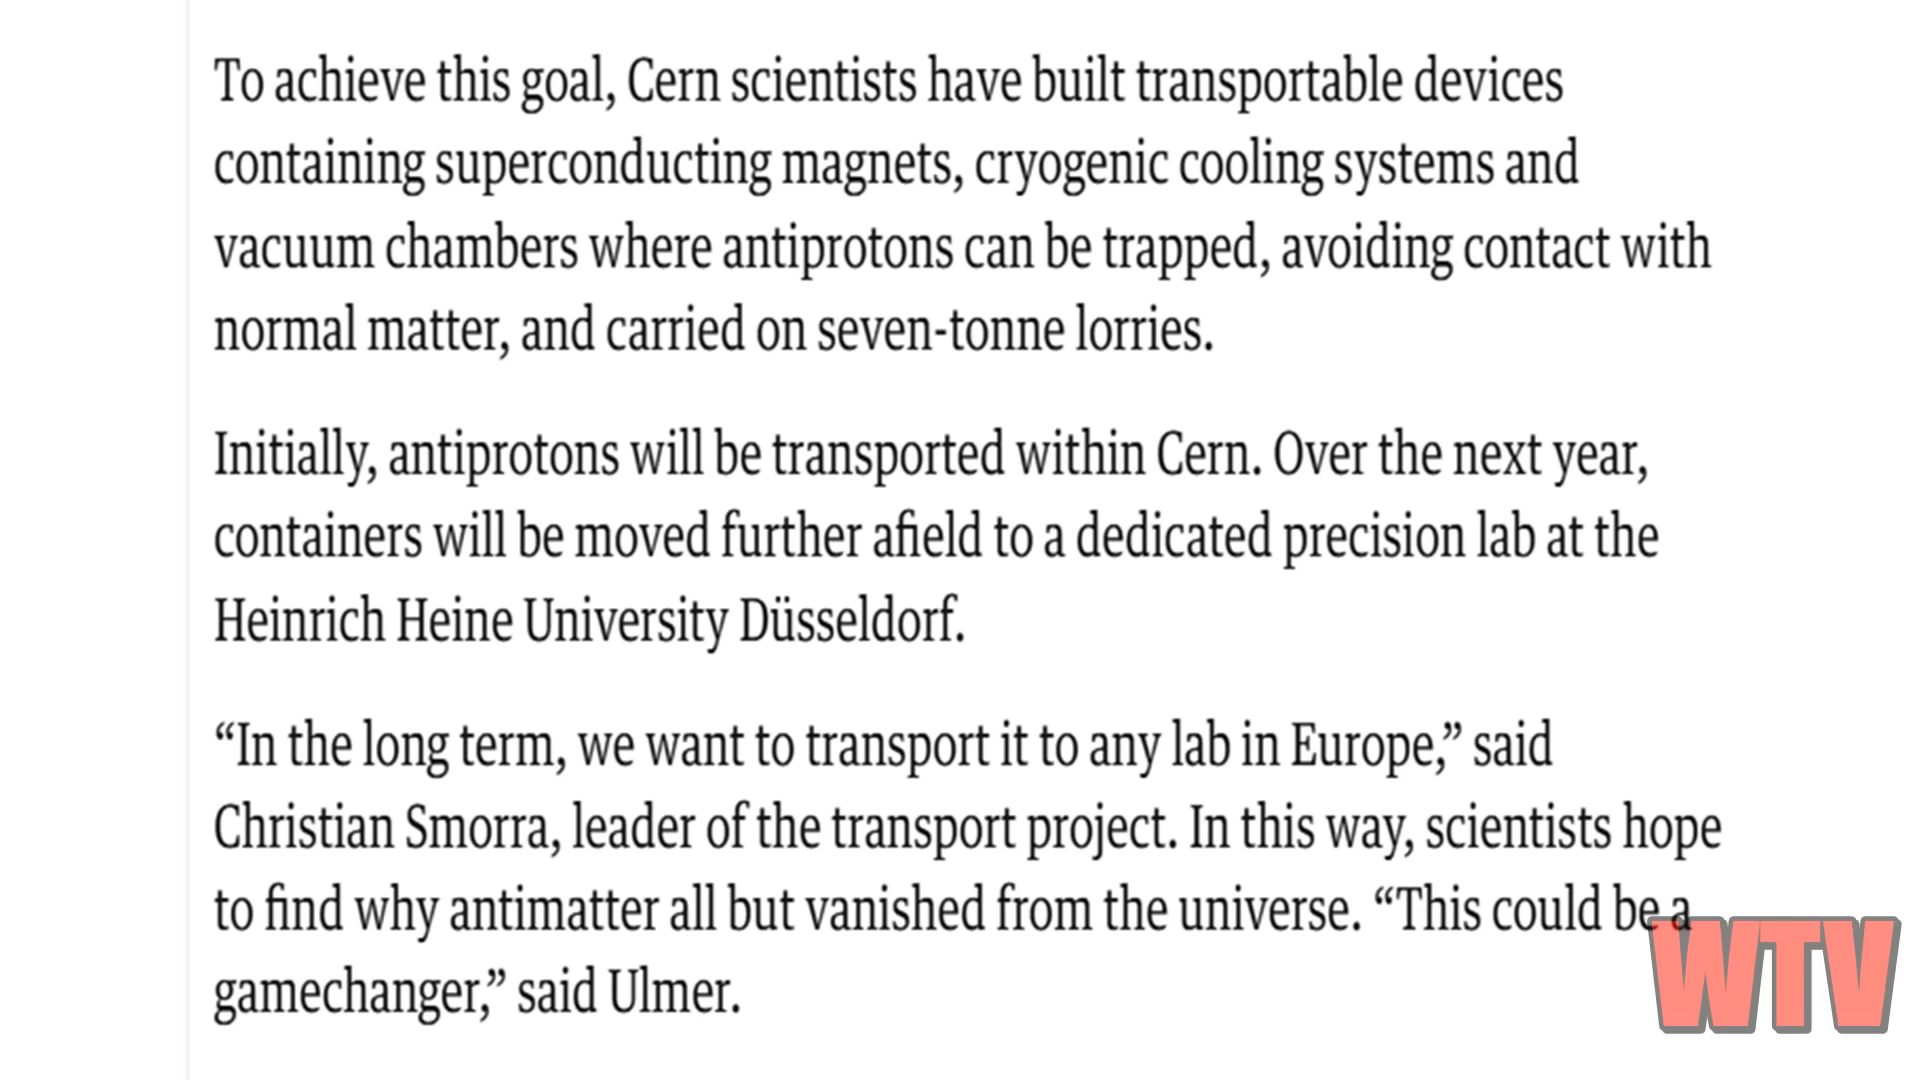 To achieve this goal, Cern scientists have built transportable devices
containing superconducting magnets, cryogenic cooling systems and
vacuum chambers where antiprotons can be trapped, avoiding contact with
normal matter, and carried on seven-tonne lorries.
Initially, antiprotons will be transported within Cern. Over the next year,
containers will be moved further afield to a dedicated precision lab at the
Heinrich Heine University Düsseldorf.
“In the long term, we want to transport it to any lab in Europe,” said
Christian Smorra, leader of the transport project. In this way, scientists hope
to find why antimatter all but vanished from the universe. “This could be a
gamechanger,” said Ulmer.
WTV